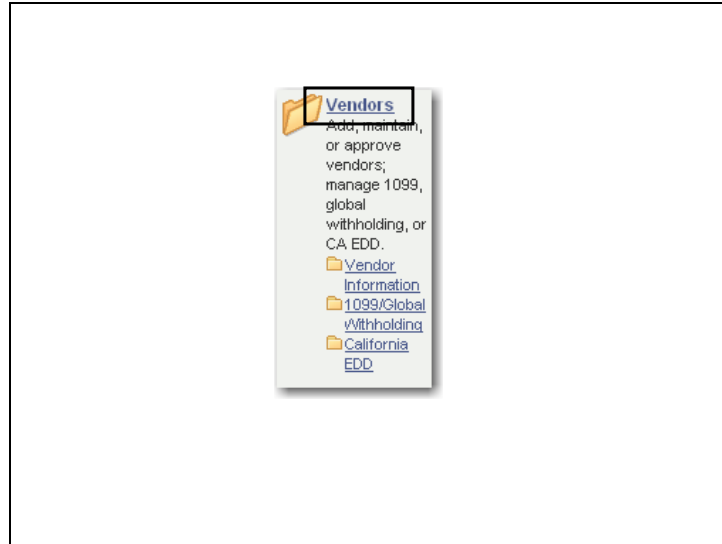 Vendors
Add, maintain,
or approve
vendors;
manage 1099,
global
withholding, or
CA EDD.
Vendor
Information
1099/Global
Withholding
California
EDD